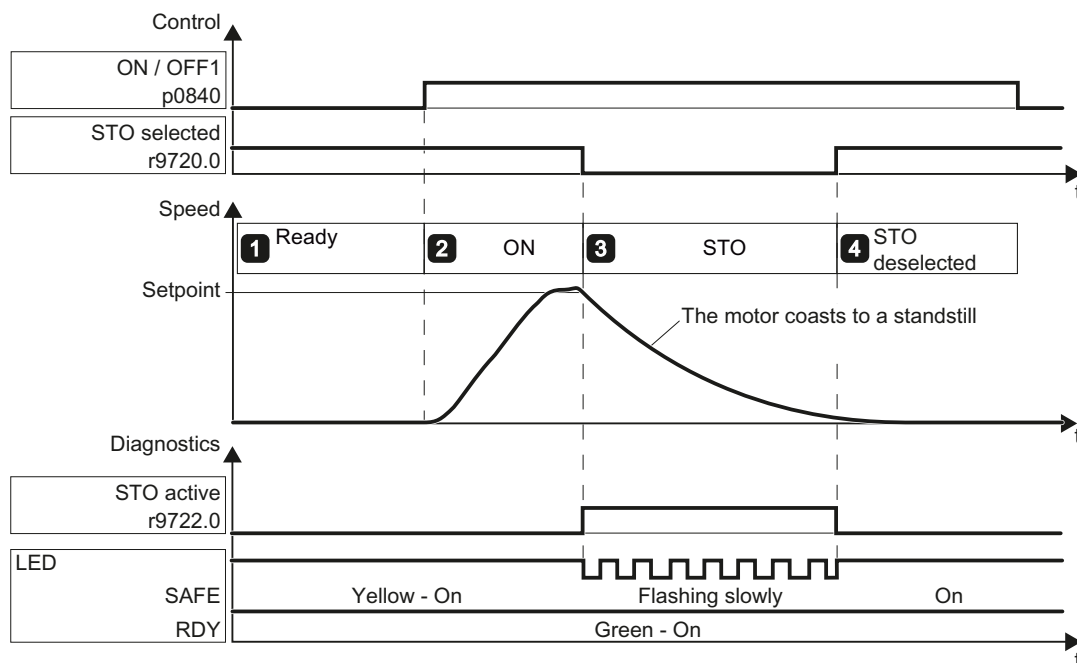 Control
ON / OFF1
p0840
STO selected
r9720.0
t
Speed
1 Ready
2 ON
3 STO
4 STO
deselected
Setpoint
The motor coasts to a standstill
t
Diagnostics
STO active
r9722.0
LED
SAFE Yellow - On Flashing slowly On
RDY Green - On
t